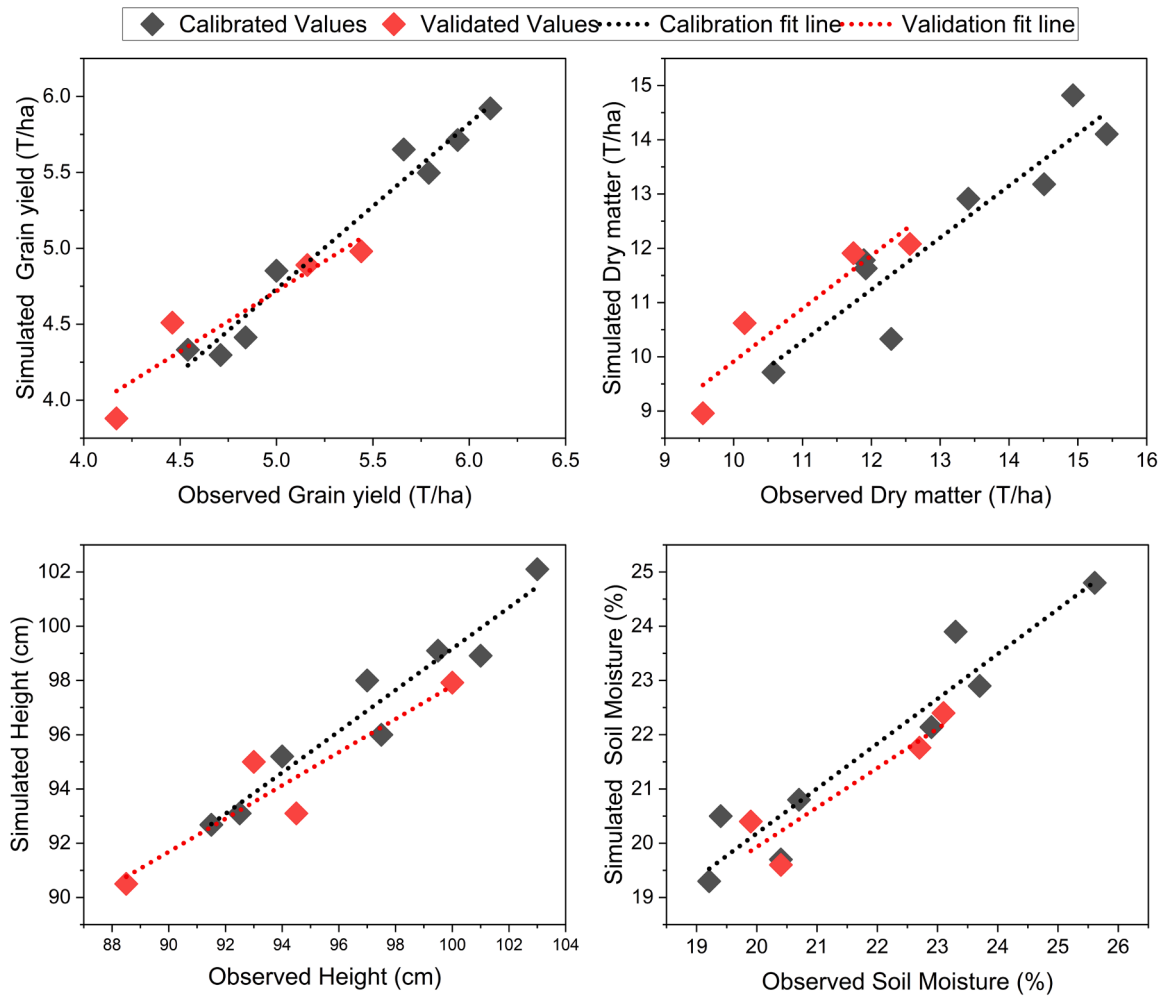 Calibrated Values Validated Values Calibration fit line Validation fit line
Simulated Grain yield (T/ha)
6.0
5.5
5.0
4.5
4.0
4.0 4.5 5.0 5.5 6.0 6.5
Observed Grain yield (T/ha)
Simulated Dry matter (T/ha)
15
14
13
12
11
10
9
9 10 11 12 13 14 15 16
Observed Dry matter (T/ha)
Simulated Height (cm)
102
100
98
96
94
92
90
88 90 92 94 96 98 100 102 104
Observed Height (cm)
Simulated Soil Moisture (%)
25
24
23
22
21
20
19
19 20 21 22 23 24 25 26
Observed Soil Moisture (%)